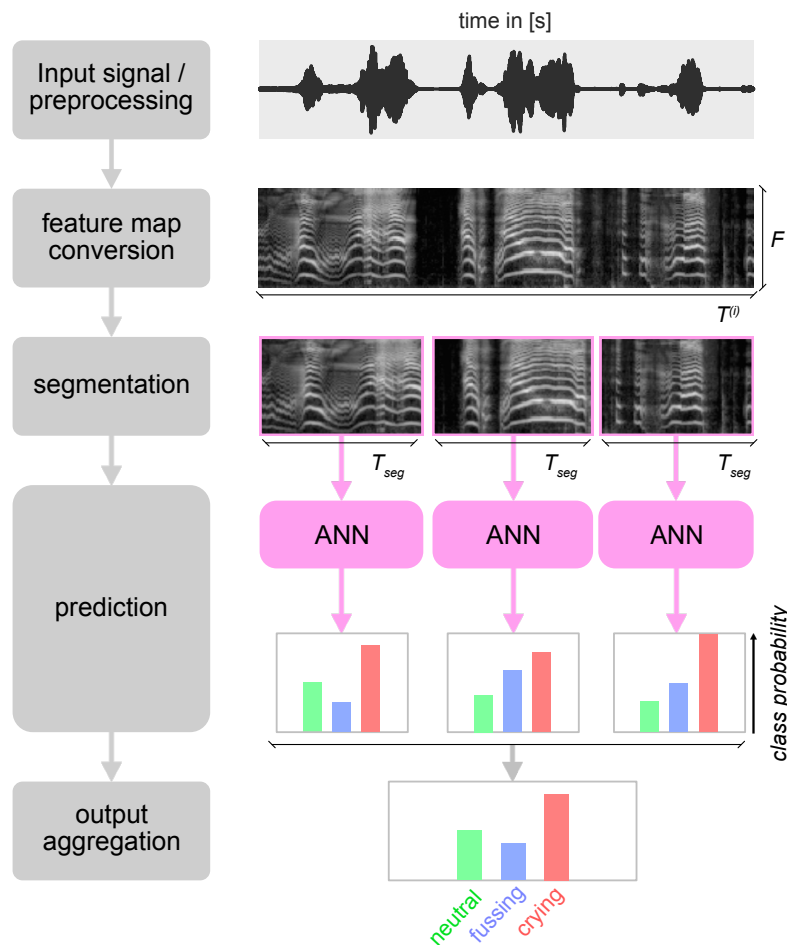 time in [s]
Input signal /
preprocessing
feature map
conversion
F
T(i)
segmentation
Tseg
Tseg
Tseg
ANN
ANN
ANN
prediction
class probability
output
aggregation
neutral
fussing
crying